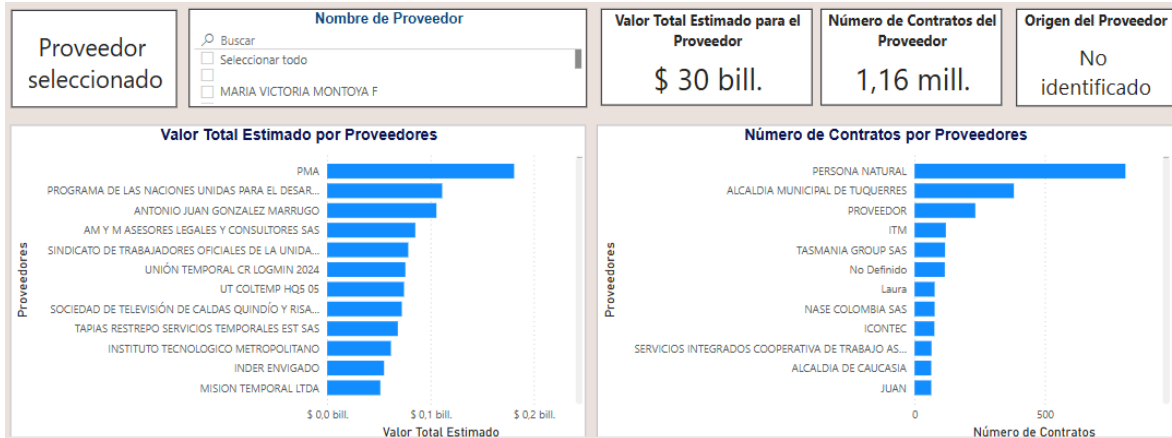 Proveedor
seleccionado
Nombre de Proveedor
Buscar
Seleccionar todo
MARIA VICTORIA MONTOYA F
Valor Total Estimado para el
Proveedor
$ 30 bill.
Número de Contratos del
Proveedor
1,16 mill.
Origen del Proveedor
No
identificado
Valor Total Estimado por Proveedores
Proveedores
PMA
PROGRAMA DE LAS NACIONES UNIDAS PARA EL DESAR...
ANTONIO JUAN GONZALEZ MARRUGO
AM Y M ASESORES LEGALES Y CONSULTORES SAS
SINDICATO DE TRABAJADORES OFICIALES DE LA UNIDA...
UNIÓN TEMPORAL CR LOGMIN 2024
UT COLTEMP HQ5 05
SOCIEDAD DE TELEVISIÓN DE CALDAS QUINDÍO Y RISA...
TAPIAS RESTREPO SERVICIOS TEMPORALES EST SAS
INSTITUTO TECNOLOGICO METROPOLITANO
INDER ENVIGADO
MISION TEMPORAL LTDA
$ 0,0 bill. $ 0,1 bill. $ 0,2 bill.
Valor Total Estimado
Número de Contratos por Proveedores
Proveedores
PERSONA NATURAL
ALCALDIA MUNICIPAL DE TUQUERRES
PROVEEDOR
ITM
TASMANIA GROUP SAS
No Definido
Laura
NASE COLOMBIA SAS
ICONTEC
SERVICIOS INTEGRADOS COOPERATIVA DE TRABAJO AS...
ALCALDIA DE CAUCASIA
JUAN
0 500
Número de Contratos